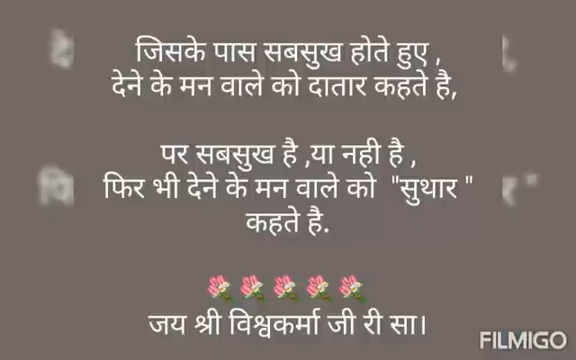 जिसके पास सबसुख होते हुए ,
देने के मन वाले को दातार कहते है,
पर सबसुख है ,या नही है ,
फिर भी देने के मन वाले को "सुथार "
कहते है.
जय श्री विश्वकर्मा जी री सा।
FILMIGO